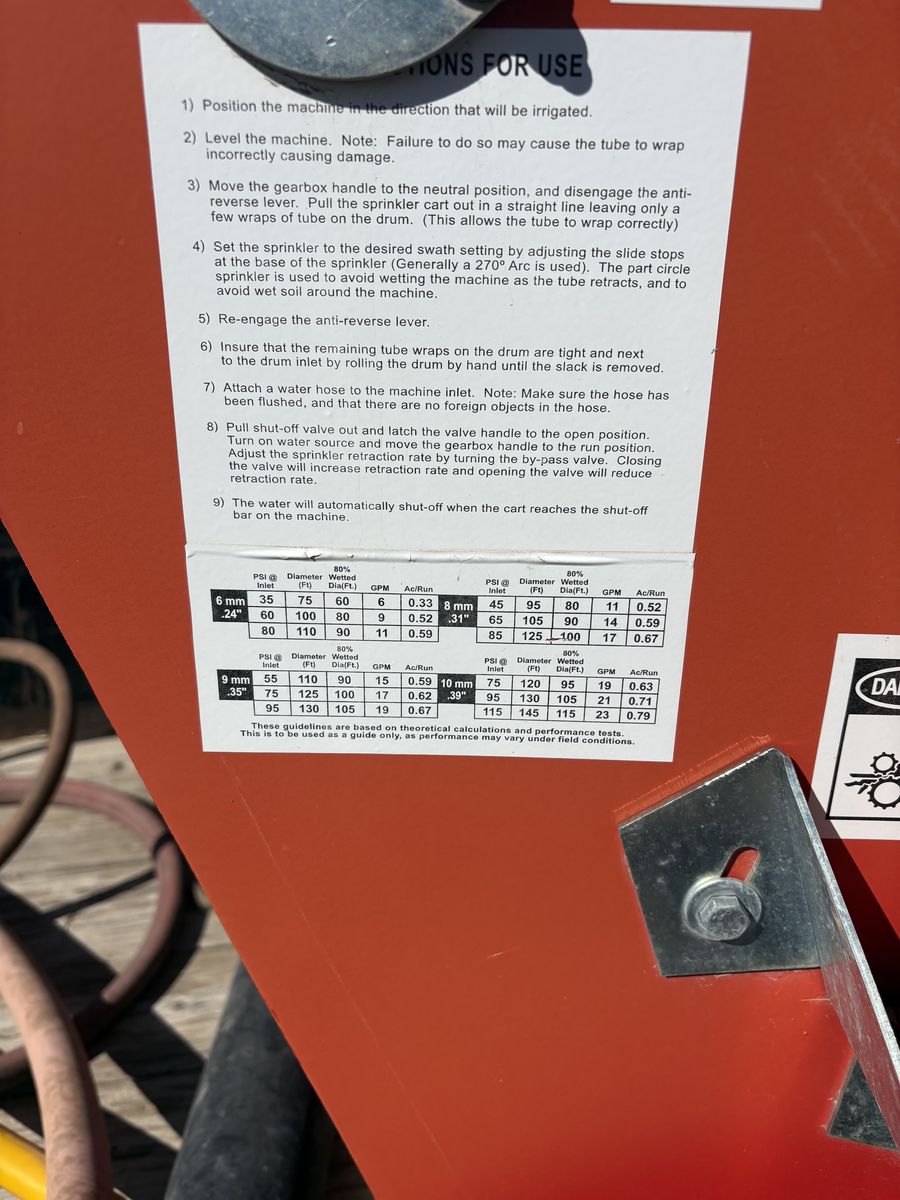 IONS FOR USE
1) Position the machine in the direction that will be irrigated.
2) Level the machine. Note: Failure to do so may cause the tube to wrap
incorrectly causing damage.
3) Move the gearbox handle to the neutral position, and disengage the anti-
reverse lever. Pull the sprinkler cart out in a straight line leaving only a
few wraps of tube on the drum. (This allows the tube to wrap correctly)
4) Set the sprinkler to the desired swath setting by adjusting the slide stops
at the base of the sprinkler (Generally a 270º Arc is used). The part circle
sprinkler is used to avoid wetting the machine as the tube retracts, and to
avoid wet soil around the machine.
5) Re-engage the anti-reverse lever.
6) Insure that the remaining tube wraps on the drum are tight and next
to the drum inlet by rolling the drum by hand until the slack is removed.
7) Attach a water hose to the machine inlet. Note: Make sure the hose has
been flushed, and that there are no foreign objects in the hose.
8) Pull shut-off valve out and latch the valve handle to the open position.
Turn on water source and move the gearbox handle to the run position.
Adjust the sprinkler retraction rate by turning the by-pass valve. Closing
the valve will increase retraction rate and opening the valve will reduce
retraction rate.
9) The water will automatically shut-off when the cart reaches the shut-off
bar on the machine.
PSI @ Inlet Diameter (Ft) 80% Wetted Dia(Ft.) GPM Ac/Run
6 mm .24" 35 75 60 6 0.33
60 100 80 9 0.52
80 110 90 11 0.59
PSI @ Inlet Diameter (Ft) 80% Wetted Dia(Ft.) GPM Ac/Run
8 mm .31" 45 95 80 11 0.52
65 105 90 14 0.59
85 125 100 17 0.67
PSI @ Inlet Diameter (Ft) 80% Wetted Dia(Ft.) GPM Ac/Run
9 mm .35" 55 110 90 15 0.59
75 125 100 17 0.62
95 130 105 19 0.67
PSI @ Inlet Diameter (Ft) 80% Wetted Dia(Ft.) GPM Ac/Run
10 mm .39" 75 120 95 19 0.63
95 130 105 21 0.71
115 145 115 23 0.79
These guidelines are based on theoretical calculations and performance tests.
This is to be used as a guide only, as performance may vary under field conditions.
DA